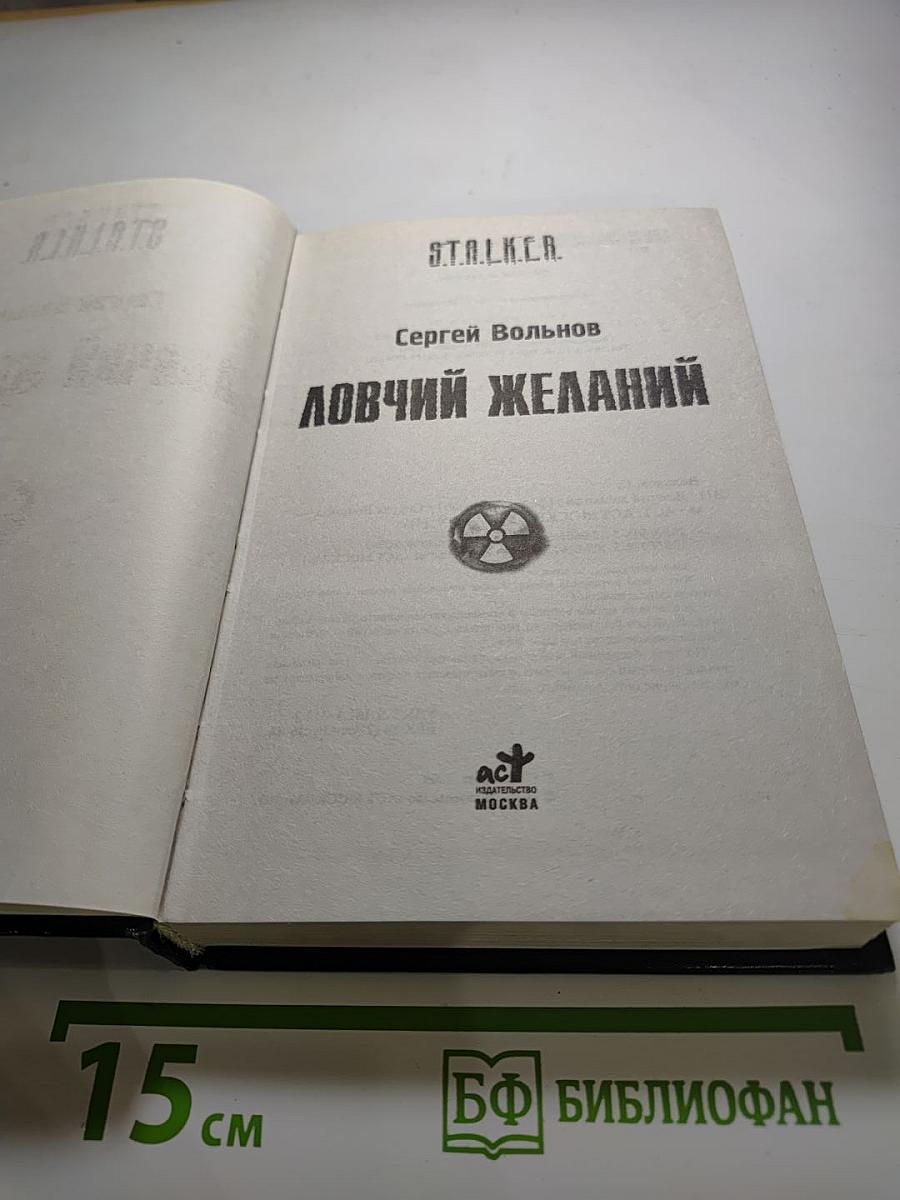 S.T.A.L.K.E.R.
S.T.A.L.K.E.R.
Сергей Вольнов
ЛОВЧИЙ ЖЕЛАНИЙ
аст
ИЗДАТЕЛЬСТВО
МОСКВА
15 см
БФ БИБЛИОФАН